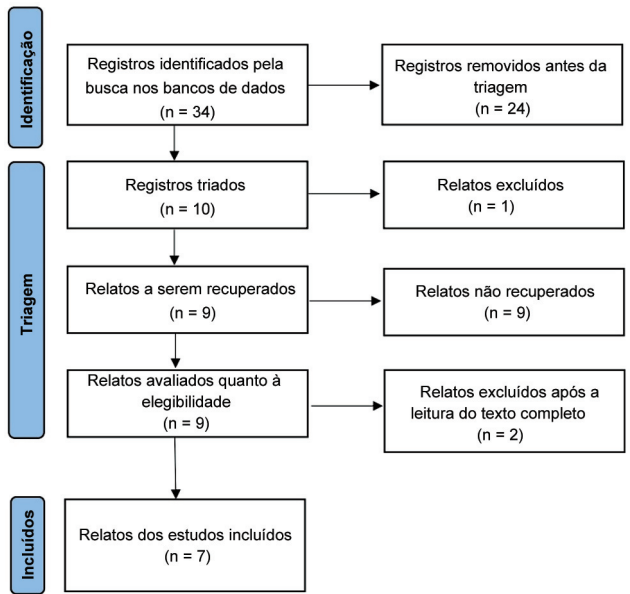 Identificação
Registros identificados pela
busca nos bancos de dados
(n = 34)
Registros removidos antes da
triagem
(n = 24)
Triagem
Registros triados
(n = 10)
Relatos excluídos
(n = 1)
Relatos a serem recuperados
(n = 9)
Relatos não recuperados
(n = 9)
Relatos avaliados quanto à
elegibilidade
(n = 9)
Relatos excluídos após a
leitura do texto completo
(n = 2)
Incluídos
Relatos dos estudos incluídos
(n = 7)